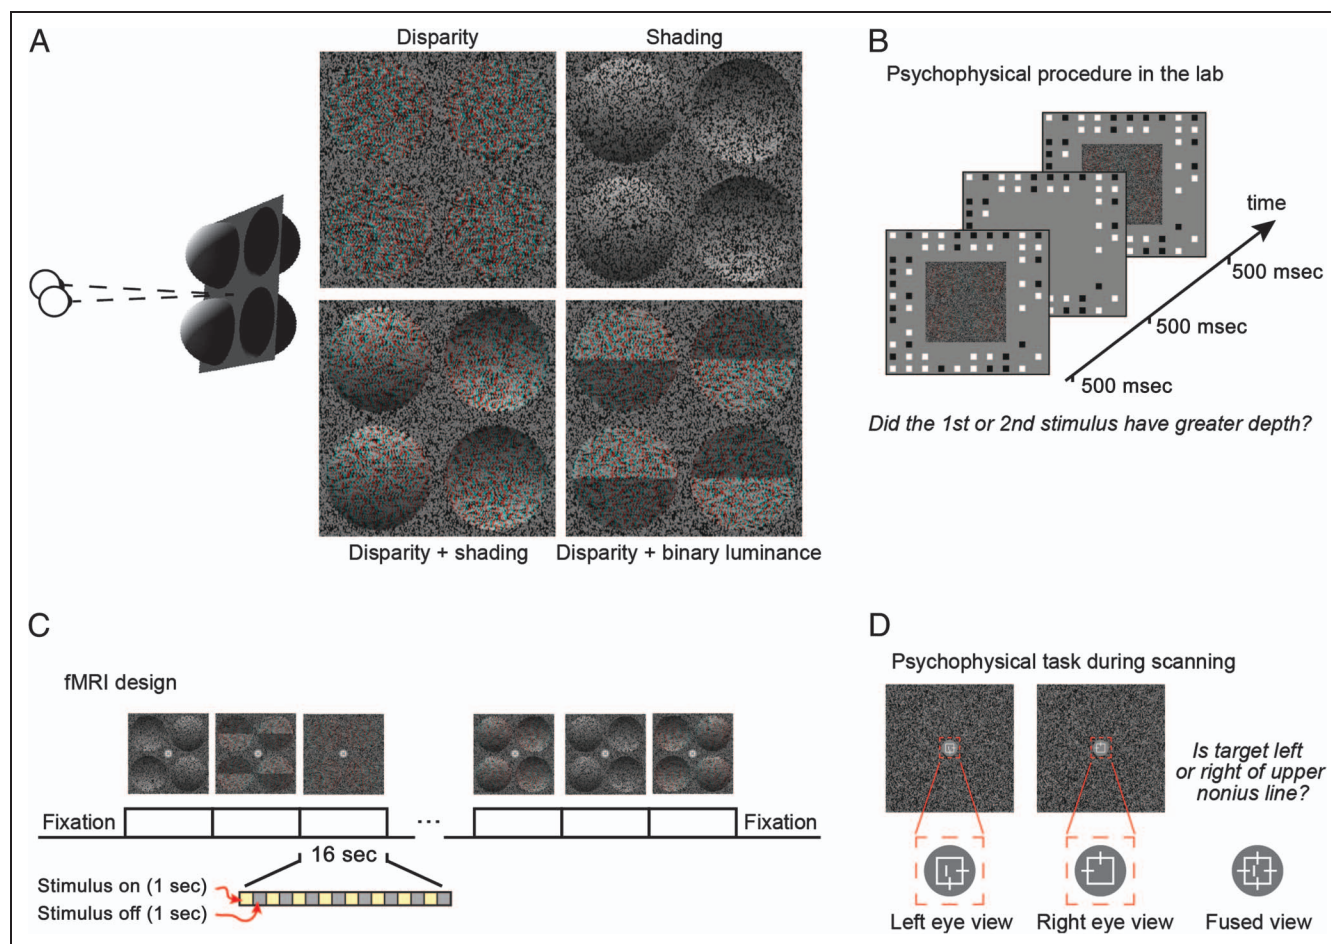 A
Disparity
Shading
Disparity + shading
Disparity + binary luminance
B
Psychophysical procedure in the lab
time
500 msec
500 msec
500 msec
Did the 1st or 2nd stimulus have greater depth?
C
fMRI design
Fixation
...
Fixation
16 sec
Stimulus on (1 sec)
Stimulus off (1 sec)
D
Psychophysical task during scanning
Is target left
or right of upper
nonius line?
Left eye view
Right eye view
Fused view